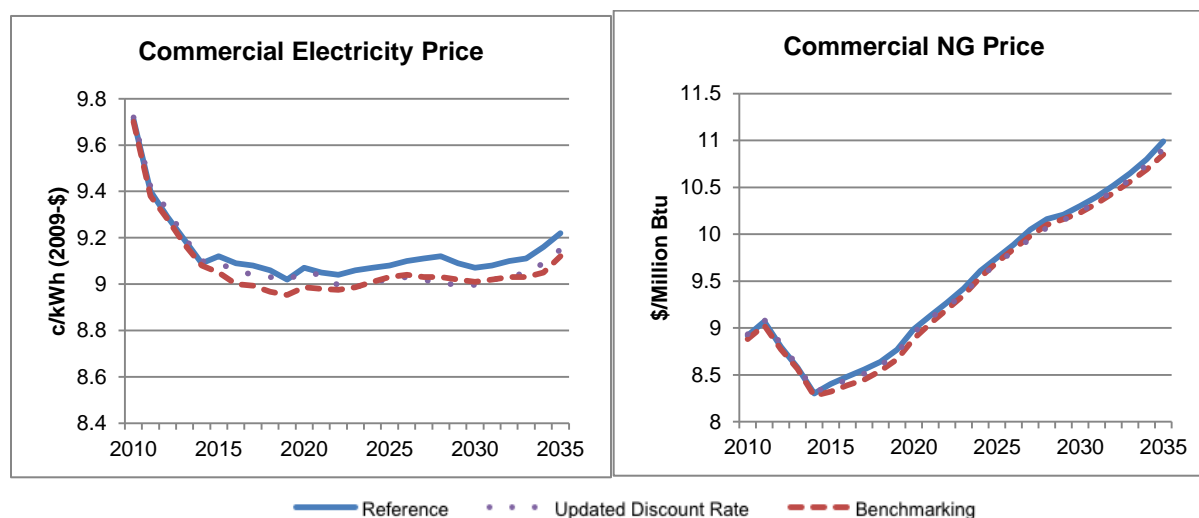 Commercial Electricity Price
c/kWh (2009-$)
9.8
9.6
9.4
9.2
9
8.8
8.6
8.4
2010 2015 2020 2025 2030 2035
Commercial NG Price
$/Million Btu
11.5
11
10.5
10
9.5
9
8.5
8
2010 2015 2020 2025 2030 2035
Reference Updated Discount Rate Benchmarking